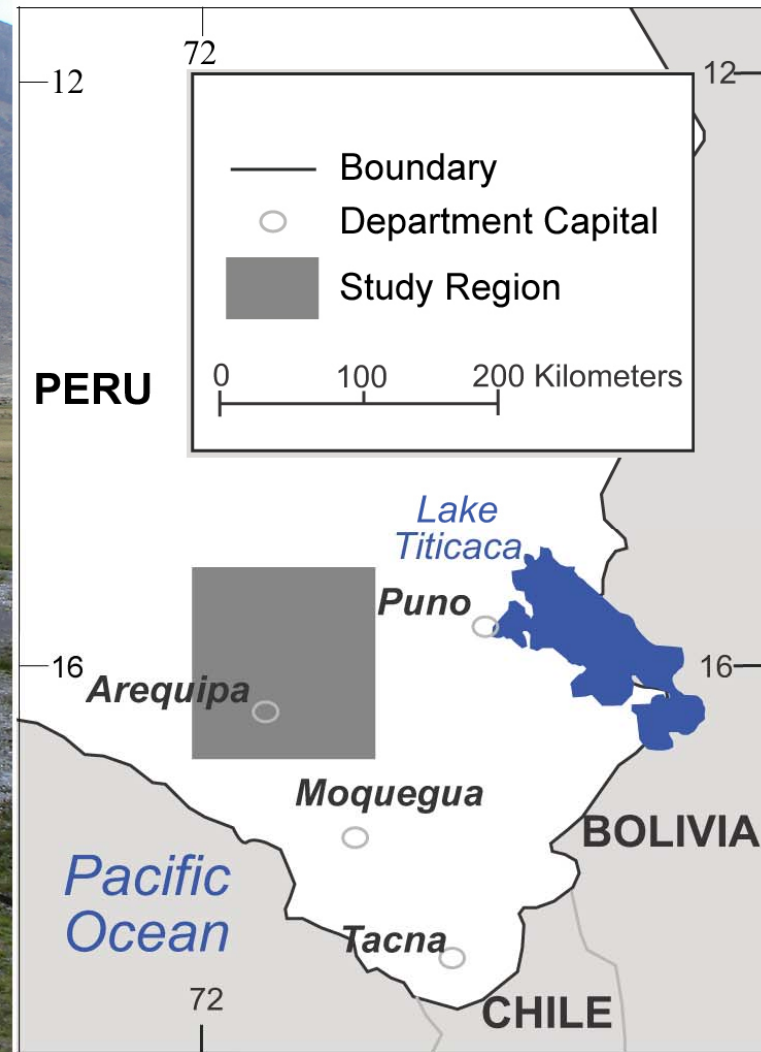 72
12
12
Boundary
Department Capital
Study Region
0 100 200 Kilometers
PERU
Lake
Titicaca
Puno
16
16
Arequipa
Moquegua
BOLIVIA
Pacific
Ocean
Tacna
72
CHILE